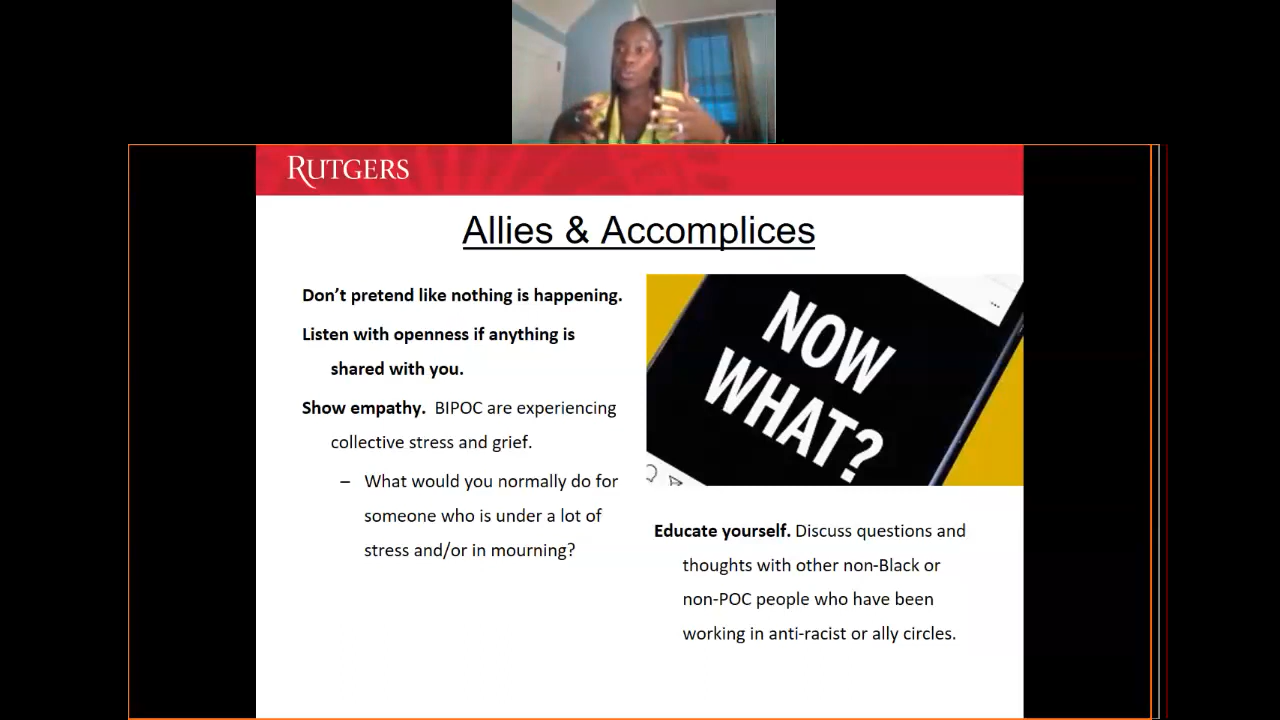 RUTGERS
Allies & Accomplices
Don't pretend like nothing is happening.
Listen with openness if anything is
shared with you.
Show empathy. BIPOC are experiencing
collective stress and grief.
– What would you normally do for
someone who is under a lot of
stress and/or in mourning?
NOW
WHAT?
Educate yourself. Discuss questions and
thoughts with other non-Black or
non-POC people who have been
working in anti-racist or ally circles.